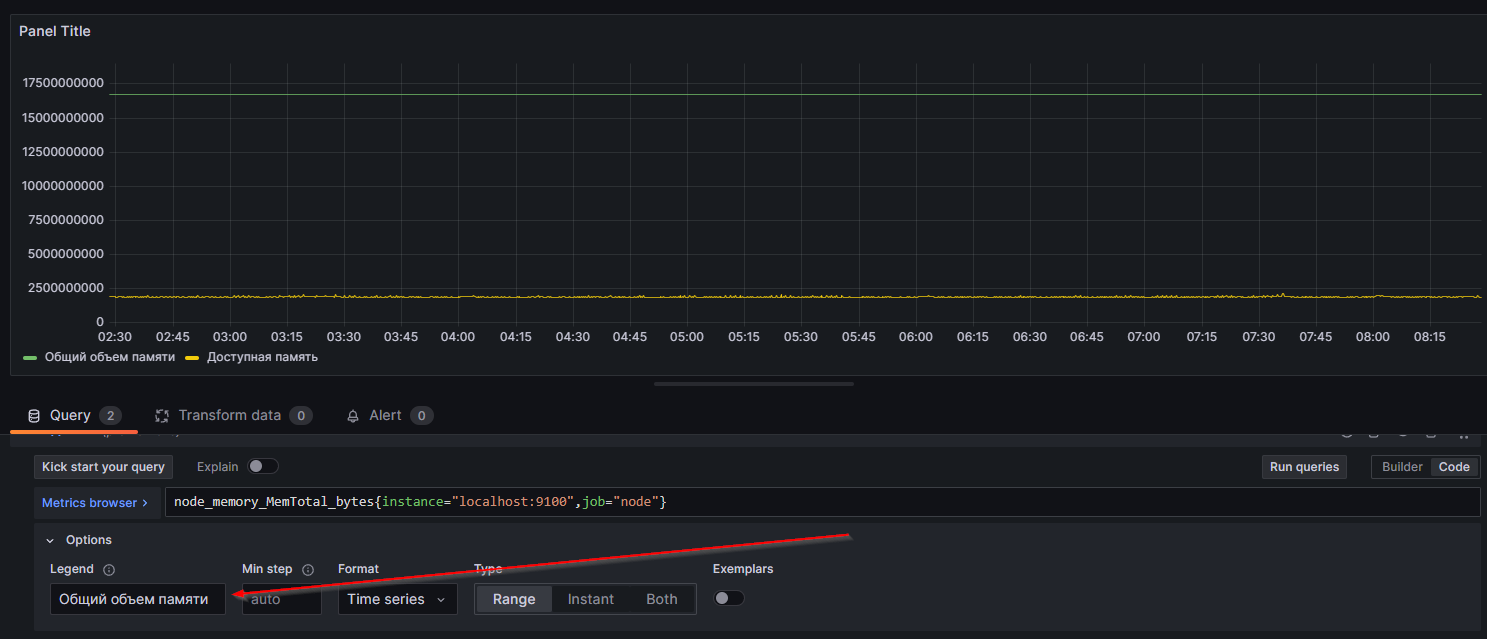 Panel Title
17500000000
15000000000
12500000000
10000000000
7500000000
5000000000
2500000000
0
02:30 02:45 03:00 03:15 03:30 03:45 04:00 04:15 04:30 04:45 05:00 05:15 05:30 05:45 06:00 06:15 06:30 06:45 07:00 07:15 07:30 07:45 08:00 08:15
Общий объем памяти Доступная память
Query 2 Transform data 0 Alert 0
Kick start your query Explain Run queries Builder Code
Metrics browser > node_memory_MemTotal_bytes{instance="localhost:9100",job="node"}
Options
Legend Min step Format Type Exemplars
Общий объем памяти auto Time series Range Instant Both